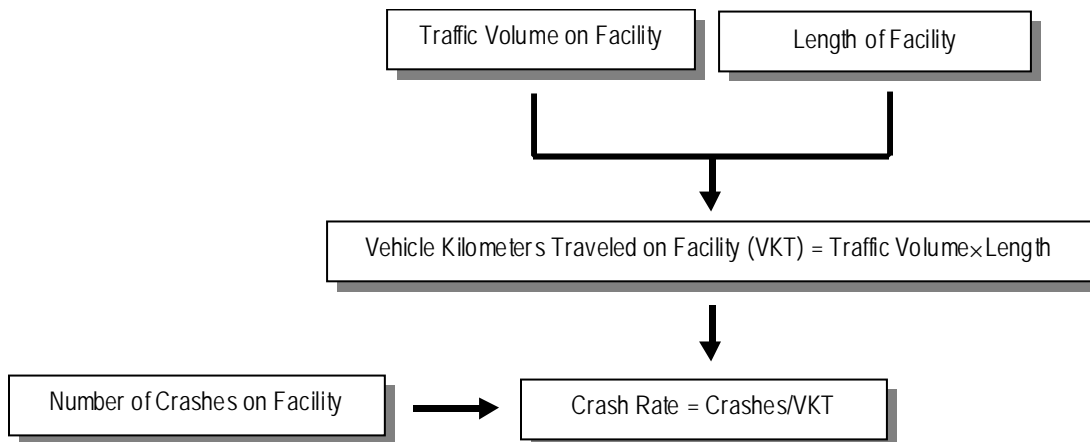 Traffic Volume on Facility
Length of Facility
Vehicle Kilometers Traveled on Facility (VKT) = Traffic Volume×Length
Number of Crashes on Facility
Crash Rate = Crashes/VKT